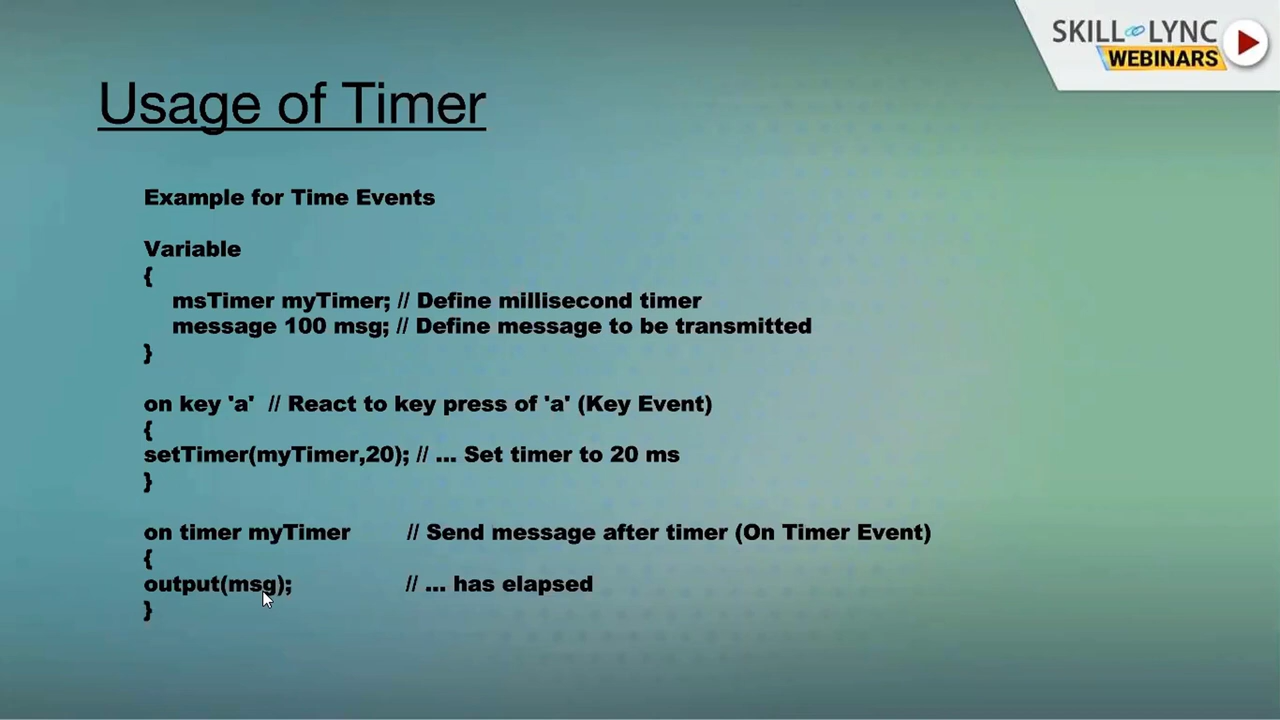 SKILL LYNC
WEBINARS
Usage of Timer
Example for Time Events
Variable
{
msTimer myTimer; // Define millisecond timer
message 100 msg; // Define message to be transmitted
}
on key 'a' // React to key press of 'a' (Key Event)
{
setTimer(myTimer,20); // ... Set timer to 20 ms
}
on timer myTimer // Send message after timer (On Timer Event)
{
output(msg); // ... has elapsed
}